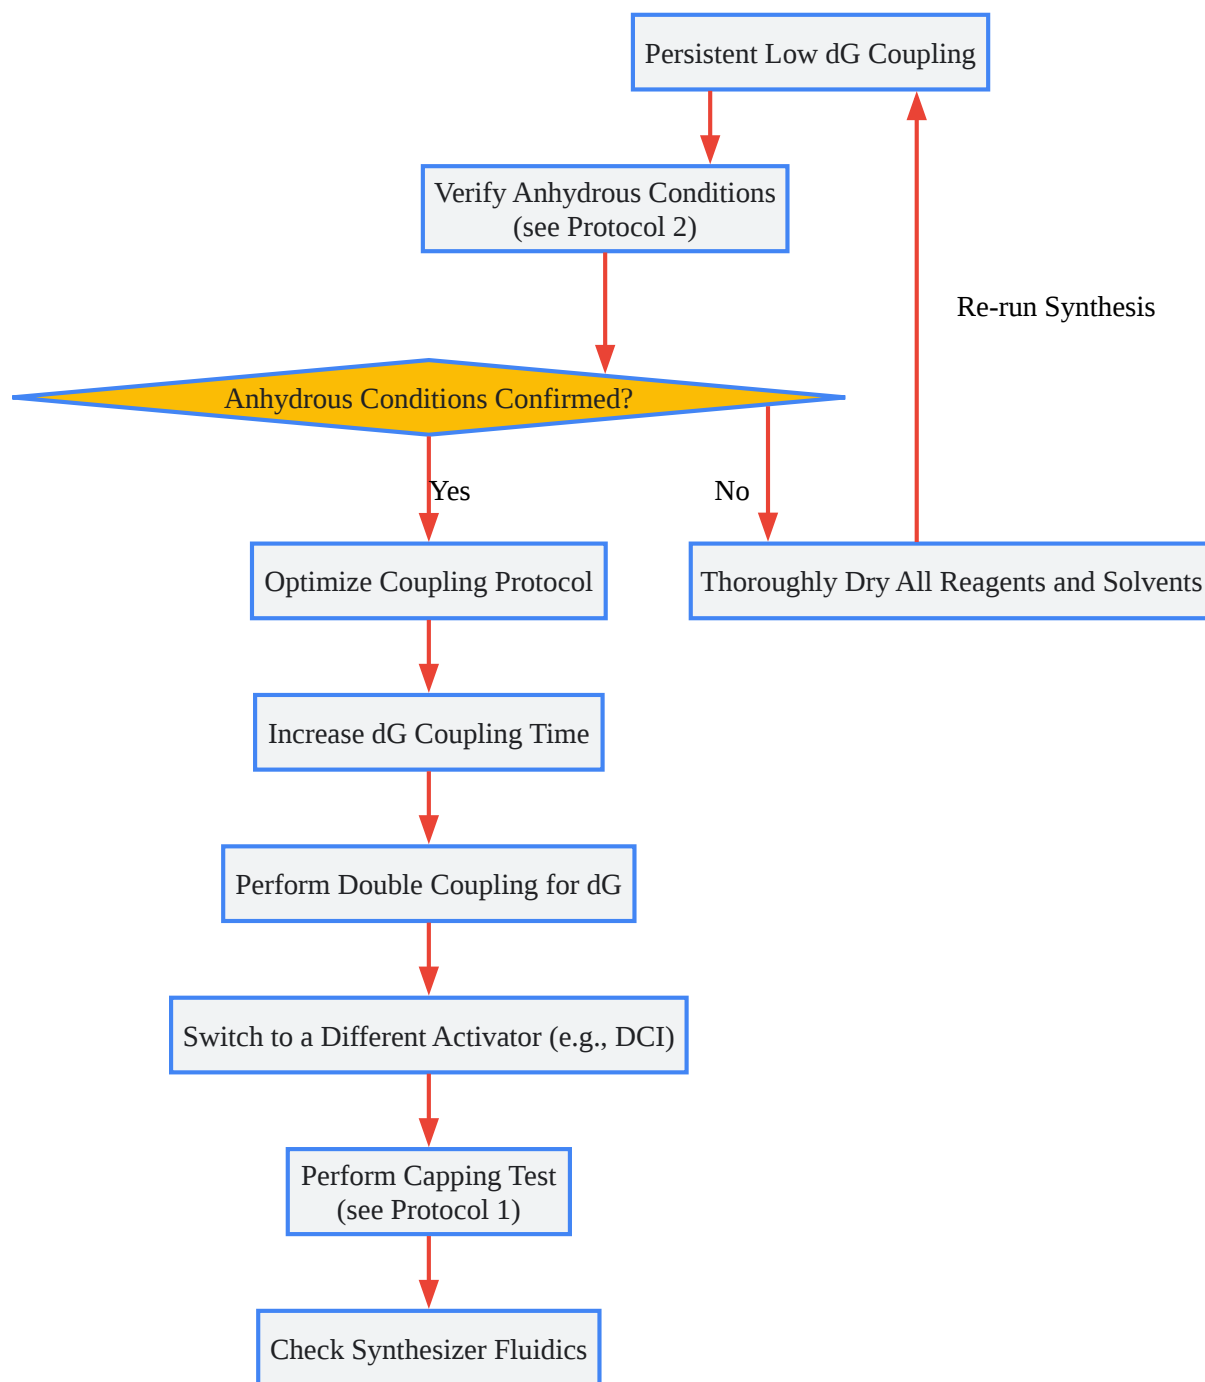 Persistent Low dG Coupling
Verify Anhydrous Conditions
(see Protocol 2)
Re-run Synthesis
Anhydrous Conditions Confirmed?
Yes
No
Optimize Coupling Protocol
Thoroughly Dry All Reagents and Solvents
Increase dG Coupling Time
Perform Double Coupling for dG
Switch to a Different Activator (e.g., DCI)
Perform Capping Test
(see Protocol 1)
Check Synthesizer Fluidics